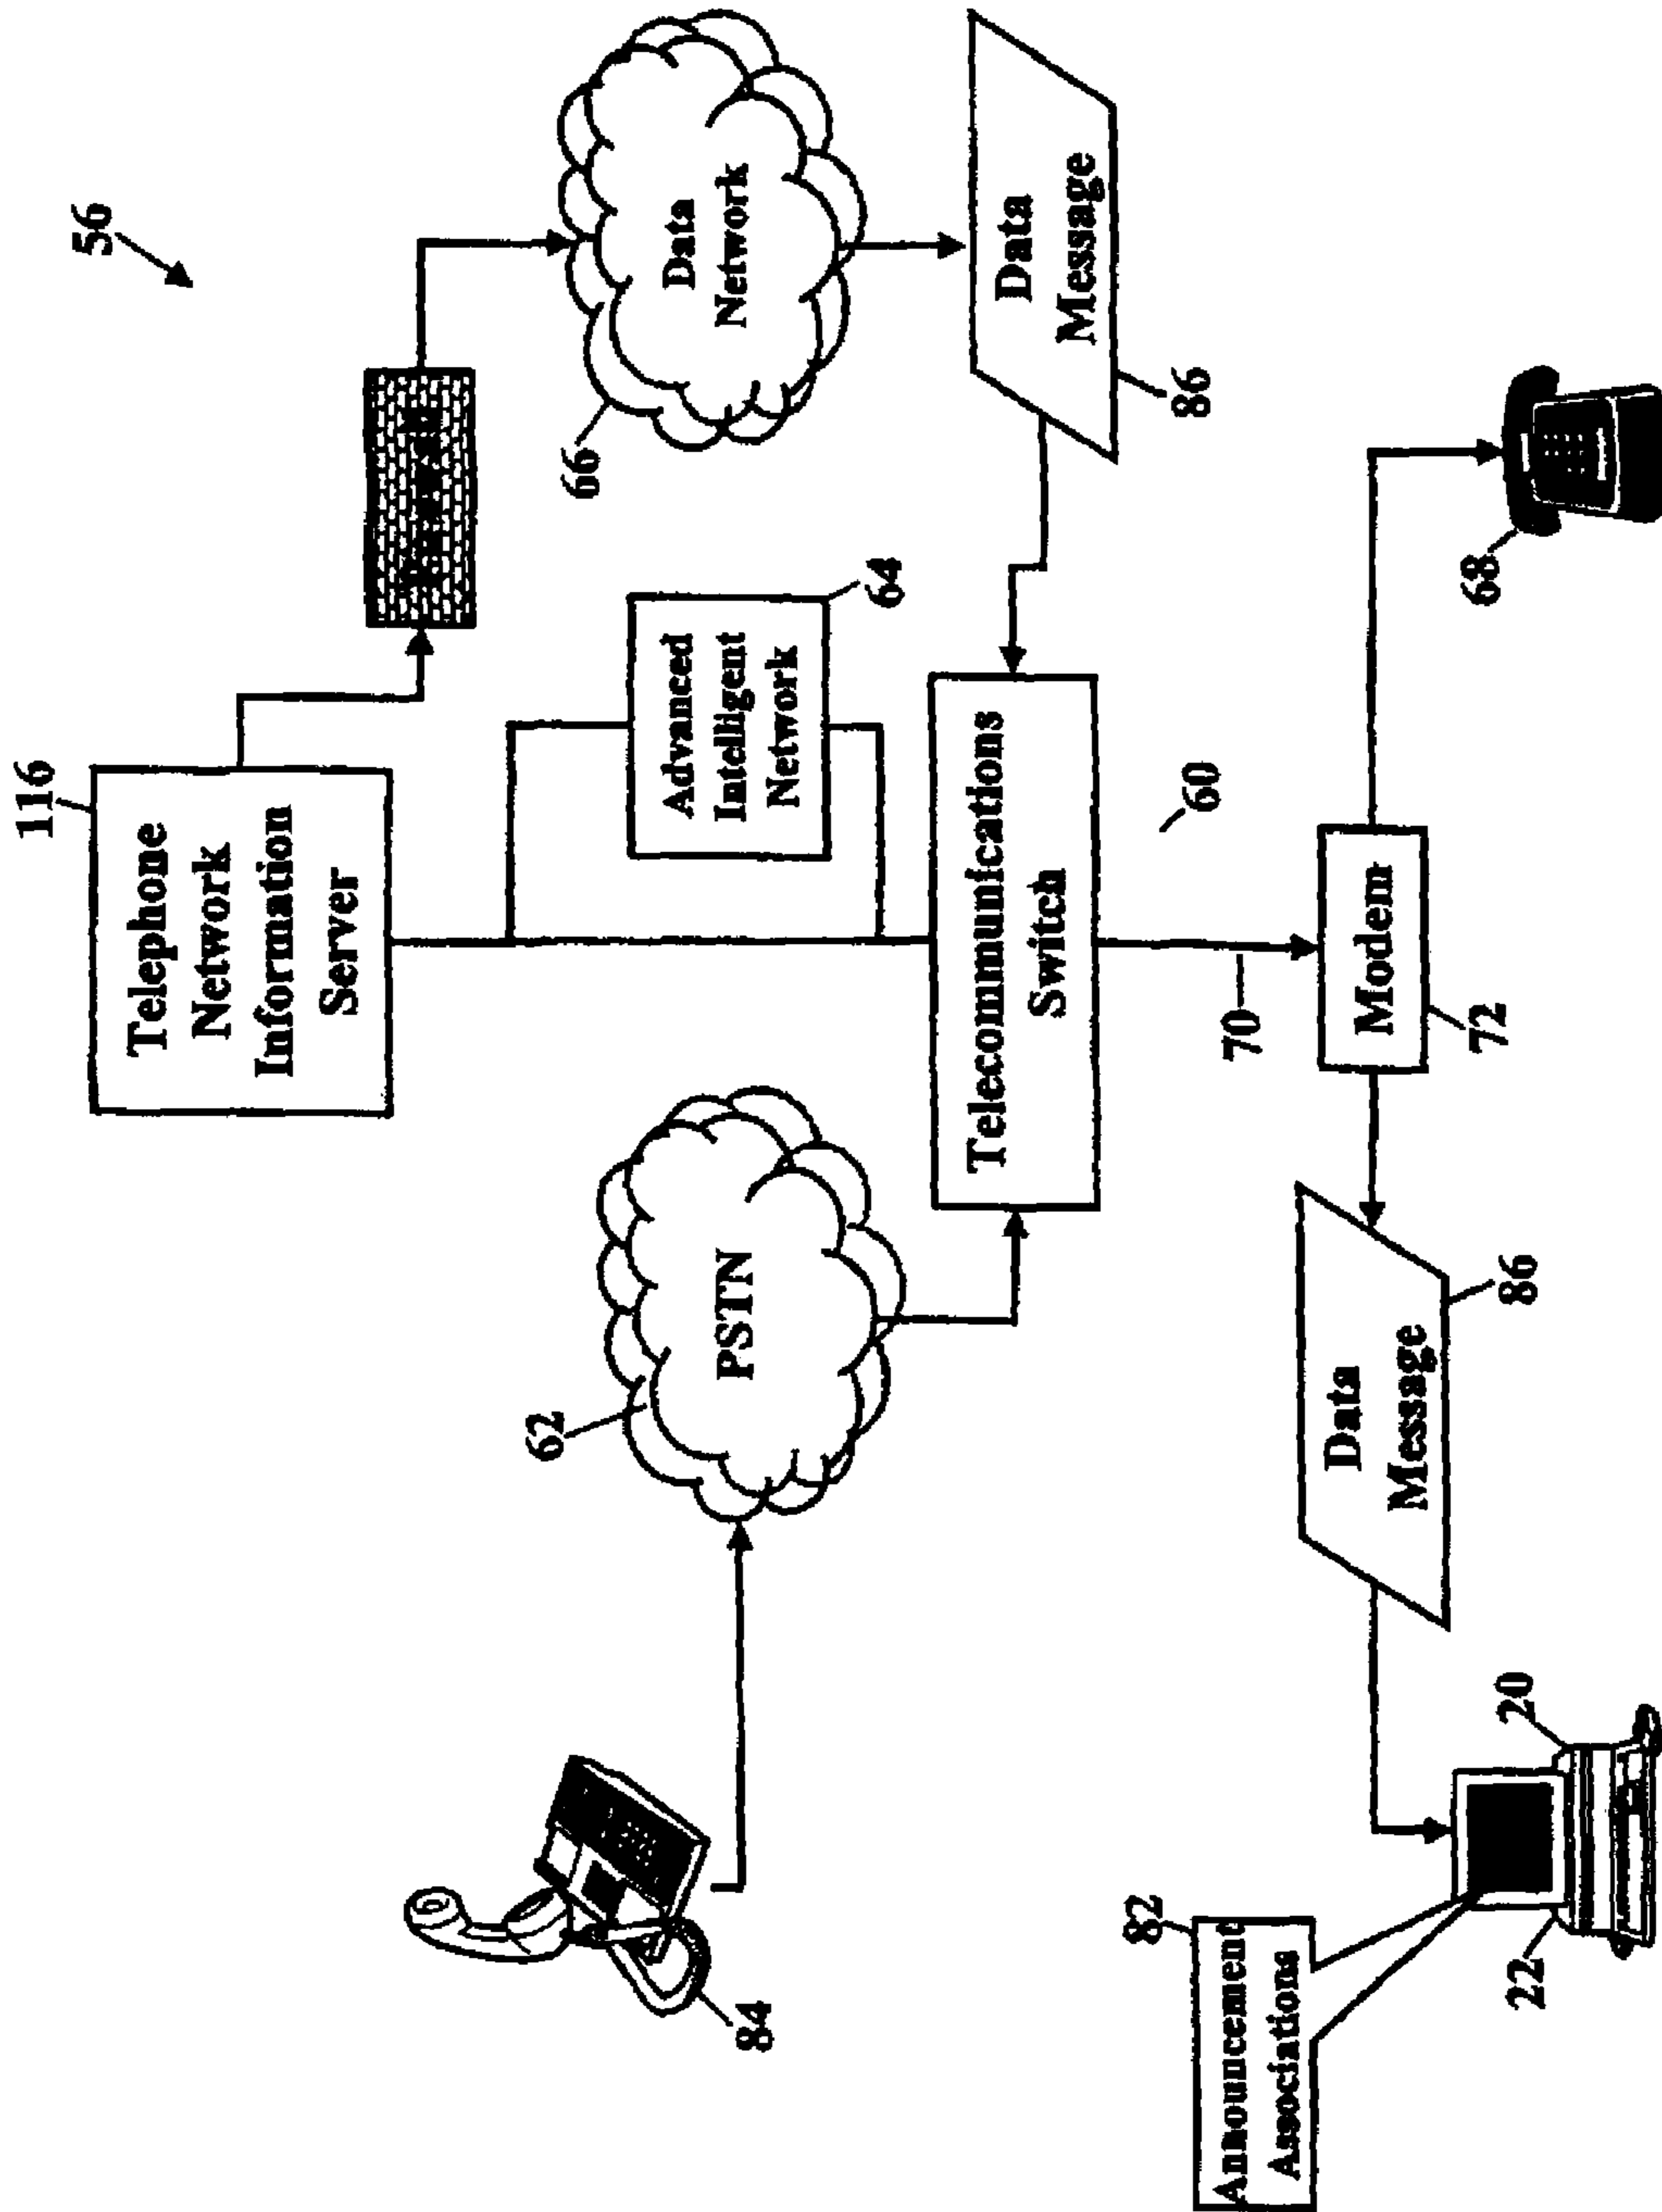 116
56
Telephone
Network
Information
Server
66
62
Data
Network
PSTN
64
Advanced
Intelligent
Network
84
Telecommunications
Switch
Data
Message
86
60
70
Modem
72
82
Announcement
Associations
Data
Message
86
68
20
22